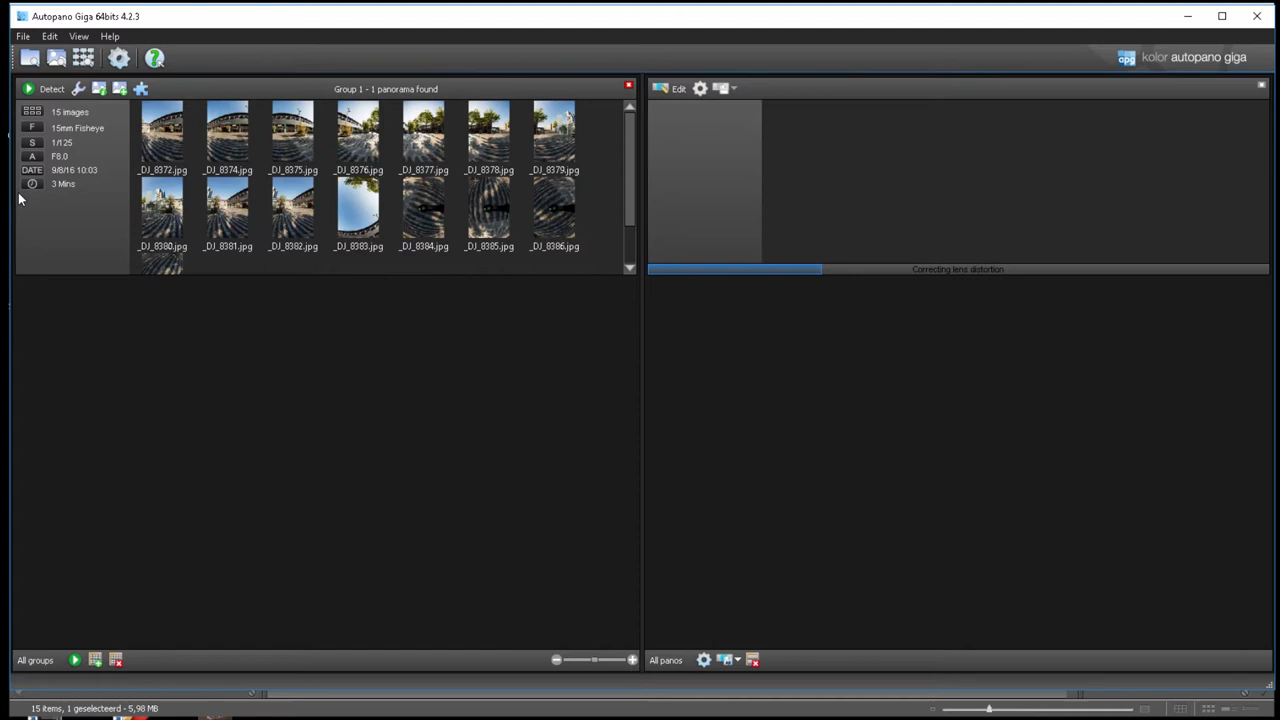 Autopano Giga 64bits 4.2.3
File Edit View Help
kolor autopano giga
Detect Group 1 - 1 panorama found
Edit
15 images
F 15mm Fisheye
S 1/125
A F8.0
DATE 9/8/16 10:03
3 Mins
_DJ_8372.jpg _DJ_8374.jpg _DJ_8375.jpg _DJ_8376.jpg _DJ_8377.jpg _DJ_8378.jpg _DJ_8379.jpg
_DJ_8380.jpg _DJ_8381.jpg _DJ_8382.jpg _DJ_8383.jpg _DJ_8384.jpg _DJ_8385.jpg _DJ_8386.jpg
Correcting lens distortion
All groups
All panos
15 items, 1 geselecteerd - 5,98 MB